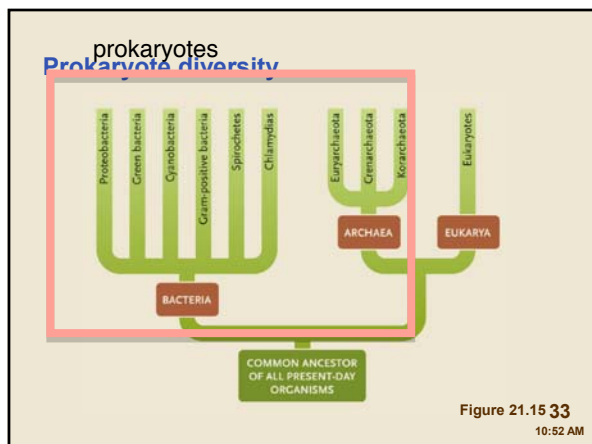 prokaryotes
Prokaryote diversity
Proteobacteria
Green bacteria
Cyanobacteria
Gram-positive bacteria
Spirochetes
Chlamydias
Euryarchaeota
Crenarchaeota
Korarchaeota
Eukaryotes
ARCHAEA
EUKARYA
BACTERIA
COMMON ANCESTOR
OF ALL PRESENT-DAY
ORGANISMS
Figure 21.15 33
10:52 AM